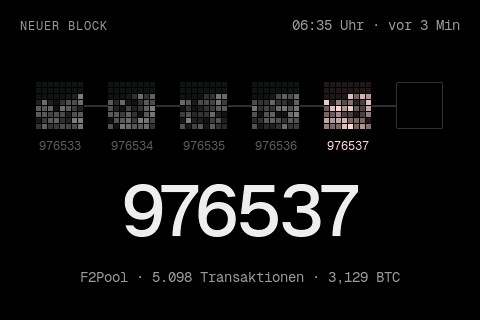 NEUER BLOCK
06:35 Uhr · vor 3 Min
976533 976534 976535 976536 976537
976537
F2Pool · 5.098 Transaktionen · 3,129 BTC